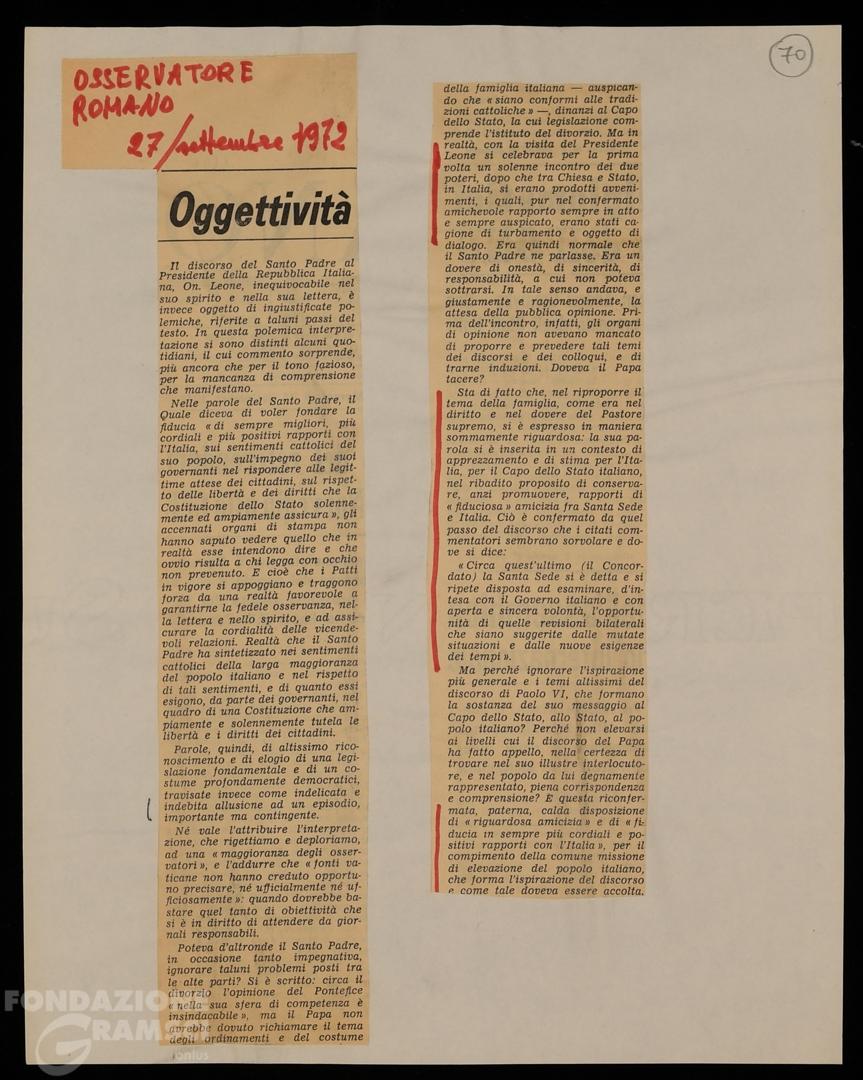 70
OSSERVATORE
ROMANO
27/settembre 1972
Oggettività
Il discorso del Santo Padre al
Presidente della Repubblica Italia-
na, On. Leone, inequivocabile nel
suo spirito e nella sua lettera, è
invece oggetto di ingiustificate po-
lemiche, riferite a taluni passi del
testo. In questa polemica interpre-
tazione si sono distinti alcuni quo-
tidiani, il cui commento sorprende,
più ancora che per il tono fazioso,
per la mancanza di comprensione
che manifestano.
Nelle parole del Santo Padre, il
Quale diceva di voler fondare la
fiducia « di sempre migliori, più
cordiali e più positivi rapporti con
l'Italia, sui sentimenti cattolici del
suo popolo, sull'impegno dei suoi
governanti nel rispondere alle legit-
time attese dei cittadini, sul rispet-
to delle libertà e dei diritti che la
Costituzione dello Stato solenne-
mente ed ampiamente assicura », gli
accennati organi di stampa non
hanno saputo vedere quello che in
realtà esse intendono dire e che
ovvio risulta a chi legga con occhio
non prevenuto. E cioè che i Patti
in vigore si appoggiano e traggono
forza da una realtà favorevole a
garantirne la fedele osservanza, nel-
la lettera e nello spirito, e ad assi-
curare la cordialità delle vicende-
voli relazioni. Realtà che il Santo
Padre ha sintetizzato nei sentimenti
cattolici della larga maggioranza
del popolo italiano e nel rispetto
di tali sentimenti, e di quanto essi
esigono, da parte dei governanti, nel
quadro di una Costituzione che am-
piamente e solennemente tutela le
libertà e i diritti dei cittadini.
Parole, quindi, di altissimo rico-
noscimento e di elogio di una legi-
slazione fondamentale e di un co-
stume profondamente democratici,
travisate invece come indelicata e
indebita allusione ad un episodio,
importante ma contingente.
Né vale l'attribuire l'interpreta-
zione, che rigettiamo e deploriamo,
ad una « maggioranza degli osser-
vatori », e l'addurre che « fonti va-
ticane non hanno creduto opportu-
no precisare, né ufficialmente né uf-
ficiosamente »: quando dovrebbe ba-
stare quel tanto di obiettività che
si è in diritto di attendere da gior-
nali responsabili.
Poteva d'altronde il Santo Padre,
in occasione tanto impegnativa,
ignorare taluni problemi posti tra
le alte parti? Si è scritto: circa il
divorzio l'opinione del Pontefice
« nella sua sfera di competenza è
insindacabile », ma il Papa non
avrebbe dovuto richiamare il tema
degli ordinamenti e del costume
della famiglia italiana — auspican-
do che « siano conformi alle tradi-
zioni cattoliche » —, dinanzi al Capo
dello Stato, la cui legislazione com-
prende l'istituto del divorzio. Ma in
realtà, con la visita del Presidente
Leone si celebrava per la prima
volta un solenne incontro dei due
poteri, dopo che tra Chiesa e Stato,
in Italia, si erano prodotti avveni-
menti, i quali, pur nel confermato
amichevole rapporto sempre in atto
e sempre auspicato, erano stati ca-
gione di turbamento e oggetto di
dialogo. Era quindi normale che
il Santo Padre ne parlasse. Era un
dovere di onestà, di sincerità, di
responsabilità, a cui non poteva
sottrarsi. In tale senso andava, e
giustamente e ragionevolmente, la
attesa della pubblica opinione. Pri-
ma dell'incontro, infatti, gli organi
di opinione non avevano mancato
di proporre e prevedere tali temi
dei discorsi e dei colloqui, e di
trarne induzioni. Doveva il Papa
tacere?
Sta di fatto che, nel riproporre il
tema della famiglia, come era nel
diritto e nel dovere del Pastore
supremo, si è espresso in maniera
sommamente riguardosa: la sua pa-
rola si è inserita in un contesto di
apprezzamento e di stima per l'Ita-
lia, per il Capo dello Stato italiano,
nel ribadito proposito di conserva-
re, anzi promuovere, rapporti di
« fiduciosa » amicizia fra Santa Sede
e Italia. Ciò è confermato da quel
passo del discorso che i citati com-
mentatori sembrano sorvolare e do-
ve si dice:
« Circa quest'ultimo (il Concor-
dato) la Santa Sede si è detta e si
ripete disposta ad esaminare, d'in-
tesa con il Governo italiano e con
aperta e sincera volontà, l'opportu-
nità di quelle revisioni bilaterali
che siano suggerite dalle mutate
situazioni e dalle nuove esigenze
dei tempi ».
Ma perché ignorare l'ispirazione
più generale e i temi altissimi del
discorso di Paolo VI, che formano
la sostanza del suo messaggio al
Capo dello Stato, allo Stato, al po-
polo italiano? Perché non elevarsi
ai livelli cui il discorso del Papa
ha fatto appello, nella certezza di
trovare nel suo illustre interlocuto-
re, e nel popolo da lui degnamente
rappresentato, piena corrispondenza
e comprensione? È questa riconfer-
mata, paterna, calda disposizione
di « riguardosa amicizia » e di « fi-
ducia in sempre più cordiali e po-
sitivi rapporti con l'Italia », per il
compimento della comune missione
di elevazione del popolo italiano,
che forma l'ispirazione del discorso
e come tale doveva essere accolta.
FONDAZIONE
GRAMSCI
onlus